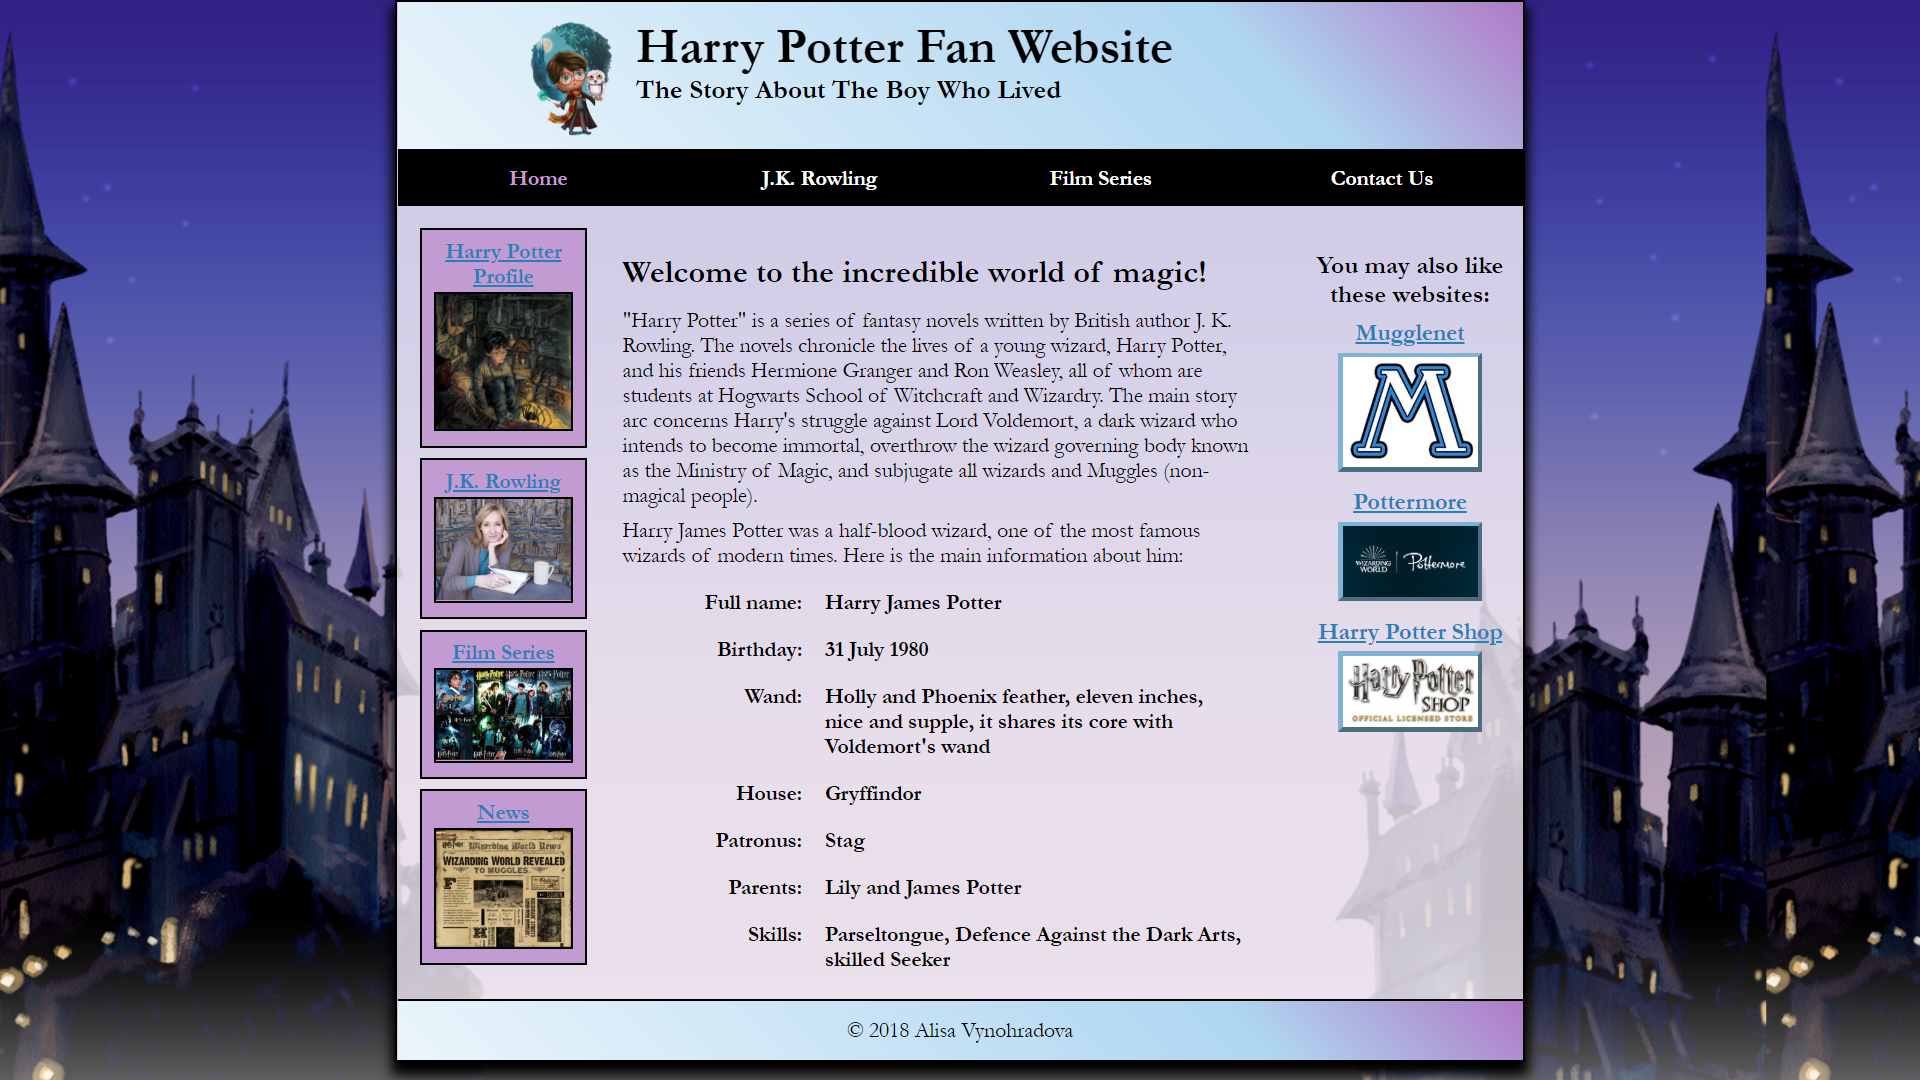 Harry Potter Fan Website
The Story About The Boy Who Lived
Home
J.K. Rowling
Film Series
Contact Us
Harry Potter
Profile
J.K. Rowling
Film Series
News
Wizarding World News
WIZARDING WORLD REVEALED
TO MUGGLES.
Welcome to the incredible world of magic!
"Harry Potter" is a series of fantasy novels written by British author J. K.
Rowling. The novels chronicle the lives of a young wizard, Harry Potter,
and his friends Hermione Granger and Ron Weasley, all of whom are
students at Hogwarts School of Witchcraft and Wizardry. The main story
arc concerns Harry's struggle against Lord Voldemort, a dark wizard who
intends to become immortal, overthrow the wizard governing body known
as the Ministry of Magic, and subjugate all wizards and Muggles (non-
magical people).
Harry James Potter was a half-blood wizard, one of the most famous
wizards of modern times. Here is the main information about him:
Full name: Harry James Potter
Birthday: 31 July 1980
Wand: Holly and Phoenix feather, eleven inches,
nice and supple, it shares its core with
Voldemort's wand
House: Gryffindor
Patronus: Stag
Parents: Lily and James Potter
Skills: Parseltongue, Defence Against the Dark Arts,
skilled Seeker
You may also like
these websites:
Mugglenet
M
Pottermore
WIZARDING
WORLD
Pottermore
Harry Potter Shop
Harry Potter
SHOP
OFFICIAL LICENSED STORE
© 2018 Alisa Vynohradova